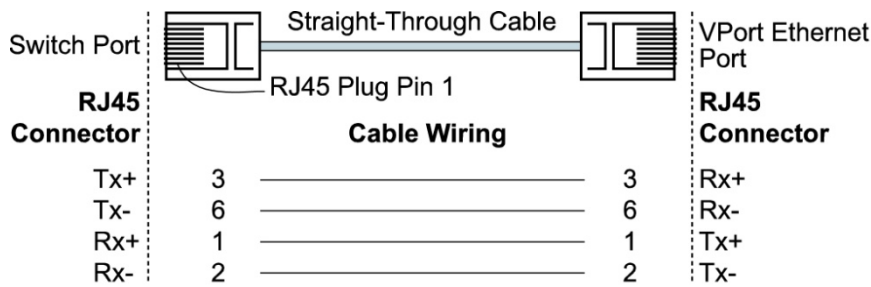 Straight-Through Cable
Switch Port
VPort Ethernet
Port
RJ45 Plug Pin 1
RJ45
Connector
Cable Wiring
RJ45
Connector
Tx+ 3 3 Rx+
Tx- 6 6 Rx-
Rx+ 1 1 Tx+
Rx- 2 2 Tx-